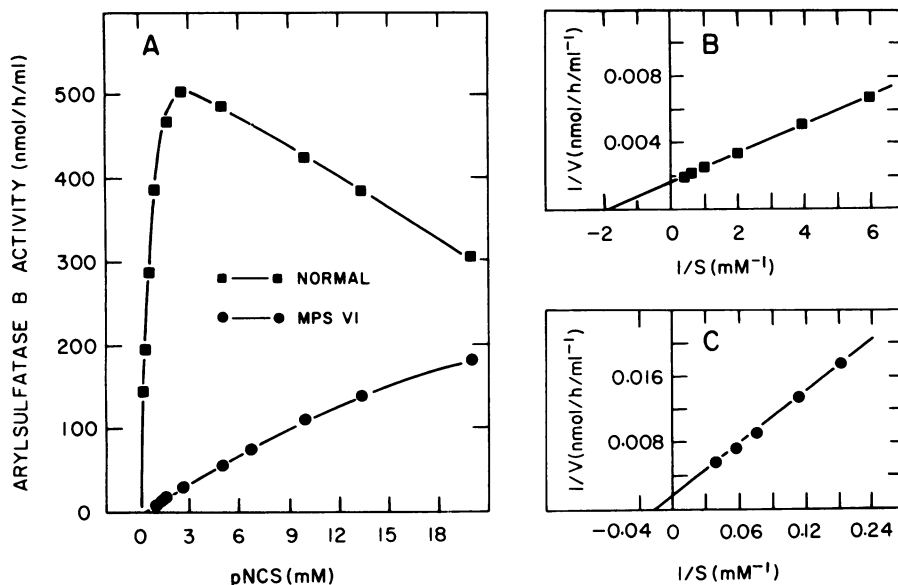 A
ARYLSULFATASE B ACTIVITY (nmol/h/ml)
500
400
300
200
100
0
NORMAL
MPS VI
0 3 6 9 12 15 18
pNCS (mM)
B
1/V (nmol/h/ml⁻¹)
0.008
0.004
-2 0 2 4 6
1/S (mM⁻¹)
C
1/V (nmol/h/ml⁻¹)
0.016
0.008
-0.04 0 0.06 0.12 0.24
1/S (mM⁻¹)